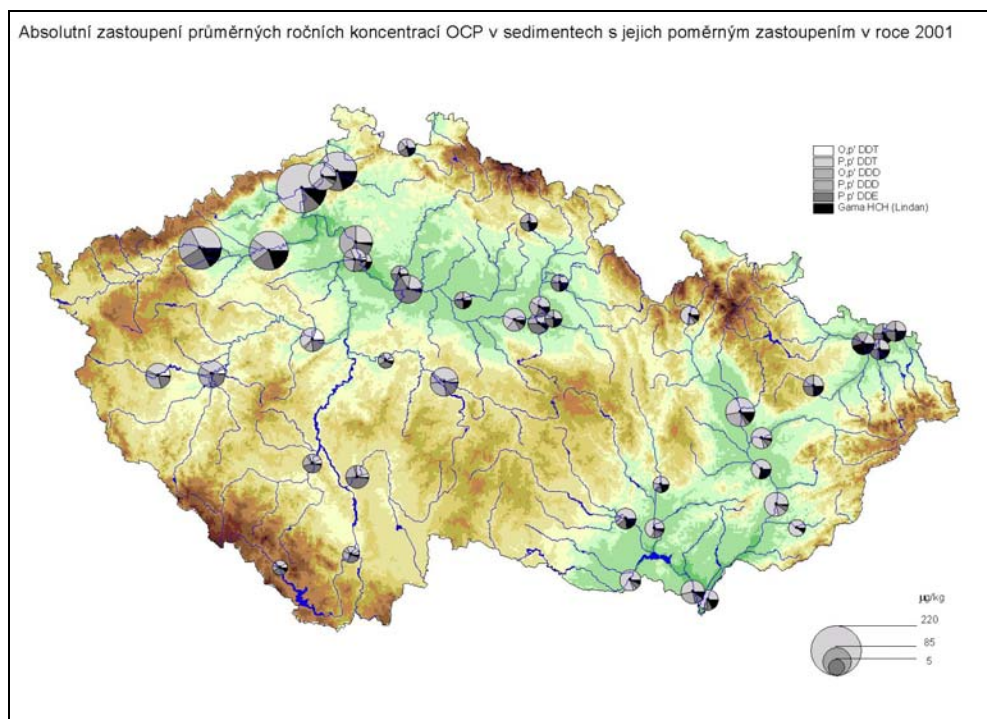 Absolutní zastoupení průměrných ročních koncentrací OCP v sedimentech s jejich poměrným zastoupením v roce 2001
O,p' DDT
P,p' DDT
O,p' DDD
P,p' DDD
P,p' DDE
Gama HCH (Lindan)
µg/kg
220
85
5